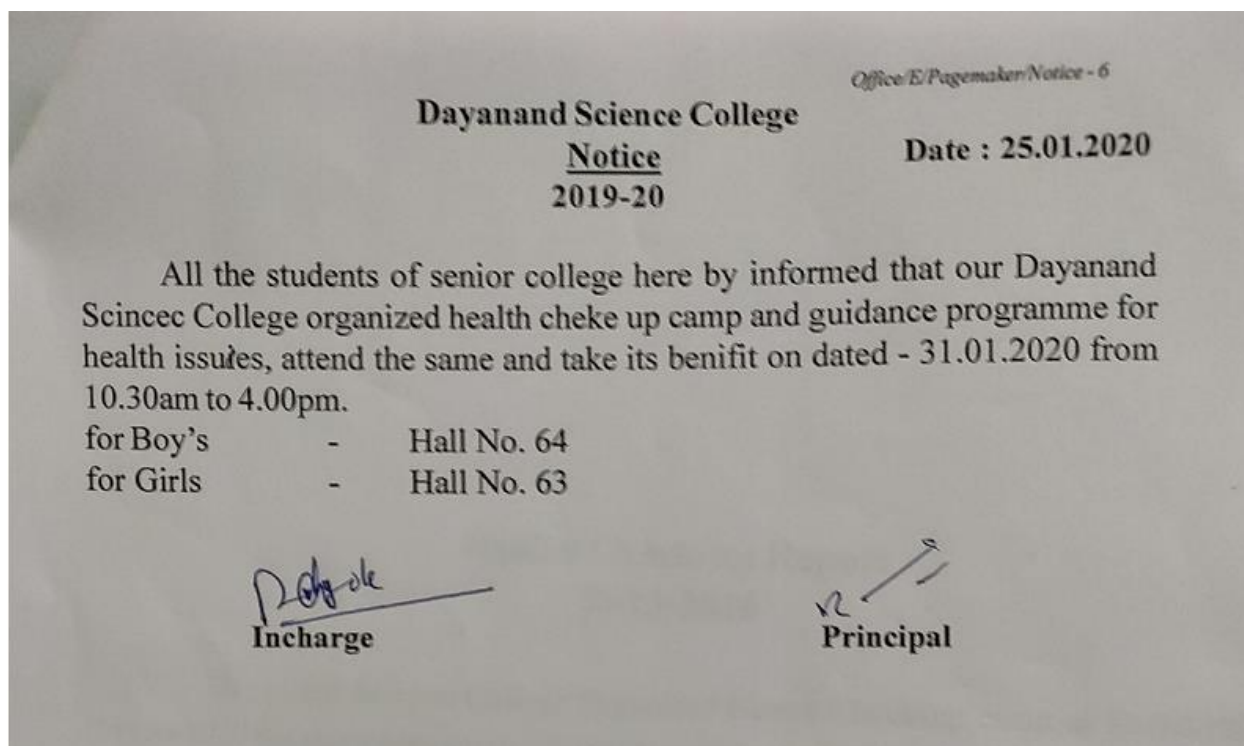 Office/E/Pagemaker/Notice - 6
Dayanand Science College
Notice
Date : 25.01.2020
2019-20
All the students of senior college here by informed that our Dayanand
Scincec College organized health cheke up camp and guidance programme for
health issules, attend the same and take its benifit on dated - 31.01.2020 from
10.30am to 4.00pm.
for Boy's - Hall No. 64
for Girls - Hall No. 63
Incharge
Principal